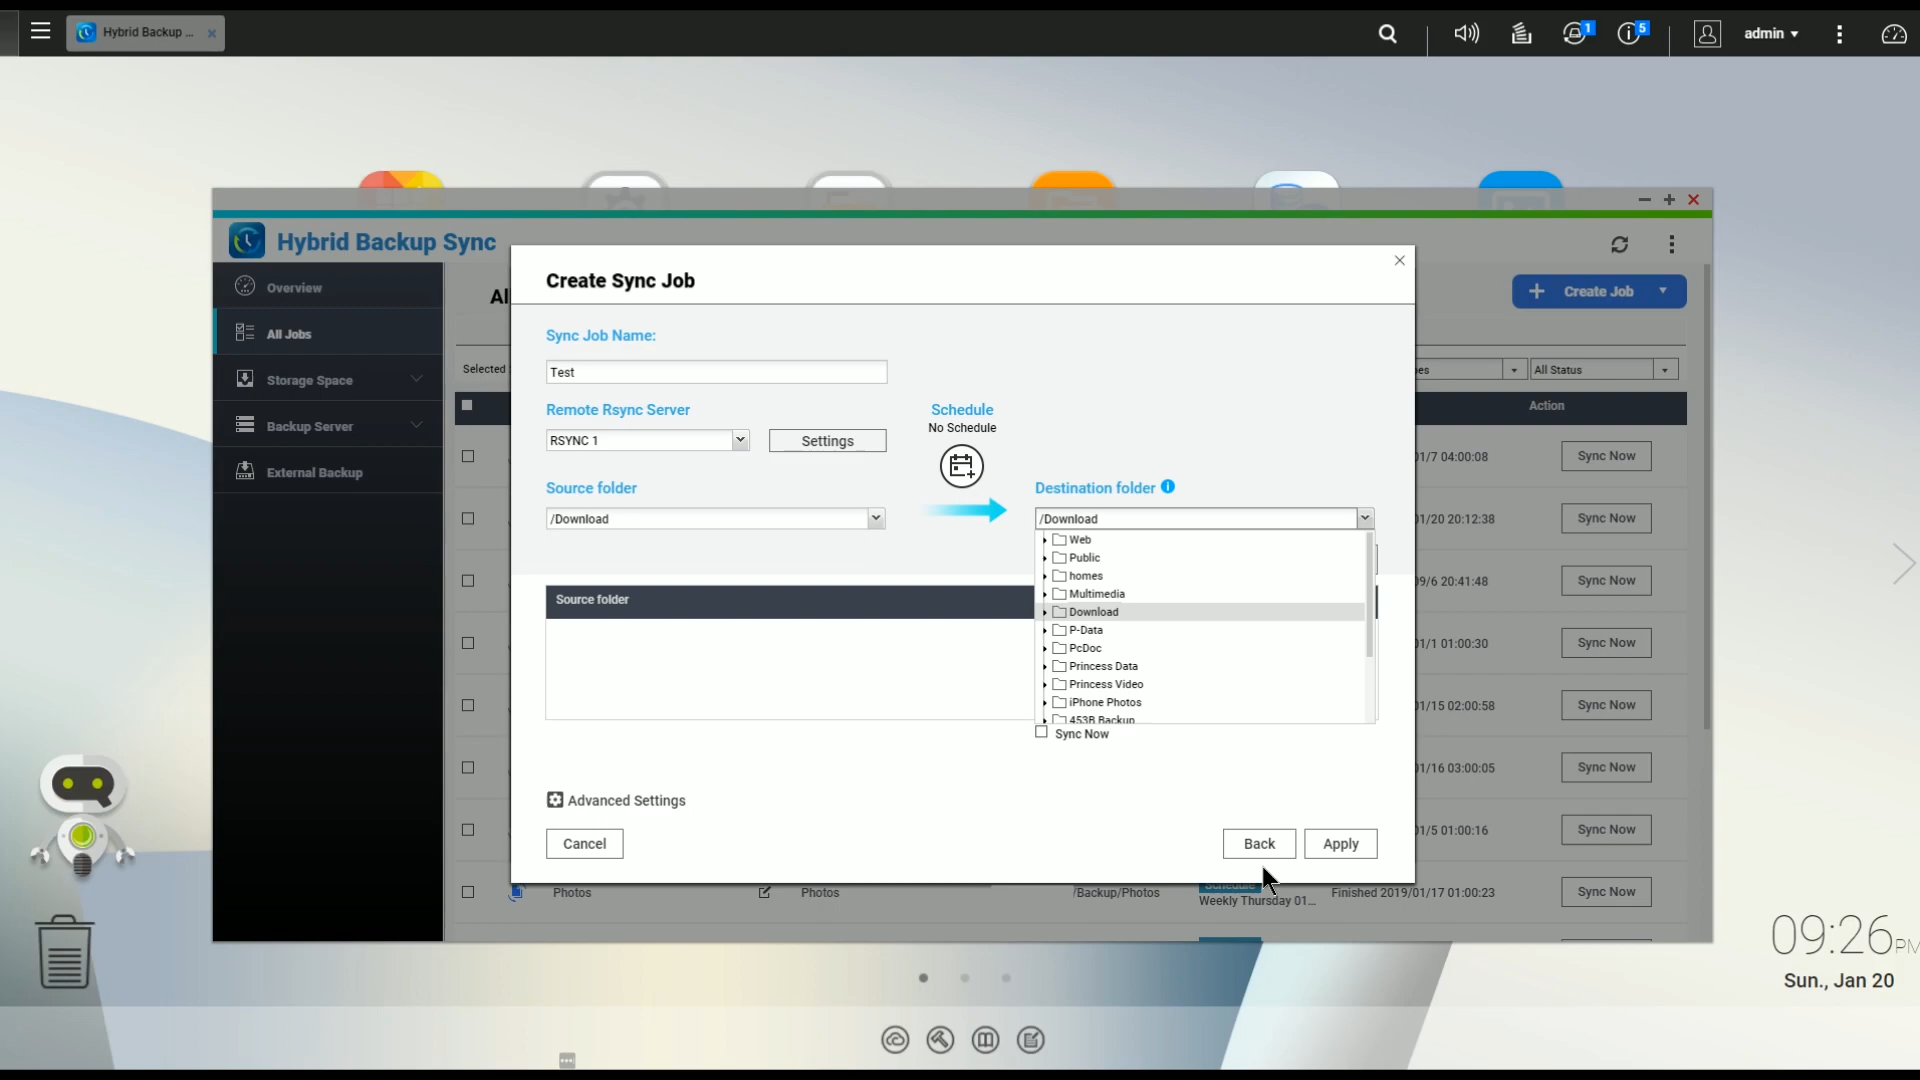 Hybrid Backup ...
1
5
admin
Hybrid Backup Sync
Overview
All Jobs
Storage Space
Backup Server
External Backup
Create Job
Selected
All Status
Action
Create Sync Job
Sync Job Name:
Test
Remote Rsync Server
RSYNC 1
Settings
Schedule
No Schedule
Source folder
/Download
Destination folder
/Download
Web
Public
homes
Multimedia
Download
P-Data
PcDoc
Princess Data
Princess Video
iPhone Photos
453B Backup
Source folder
Sync Now
Advanced Settings
Cancel
Back
Apply
01/7 04:00:08
Sync Now
01/20 20:12:38
Sync Now
09/6 20:41:48
Sync Now
01/1 01:00:30
Sync Now
01/15 02:00:58
Sync Now
01/16 03:00:05
Sync Now
01/5 01:00:16
Sync Now
Photos
Photos
/Backup/Photos
Schedule
Weekly Thursday 01...
Finished 2019/01/17 01:00:23
Sync Now
09:26 PM
Sun., Jan 20